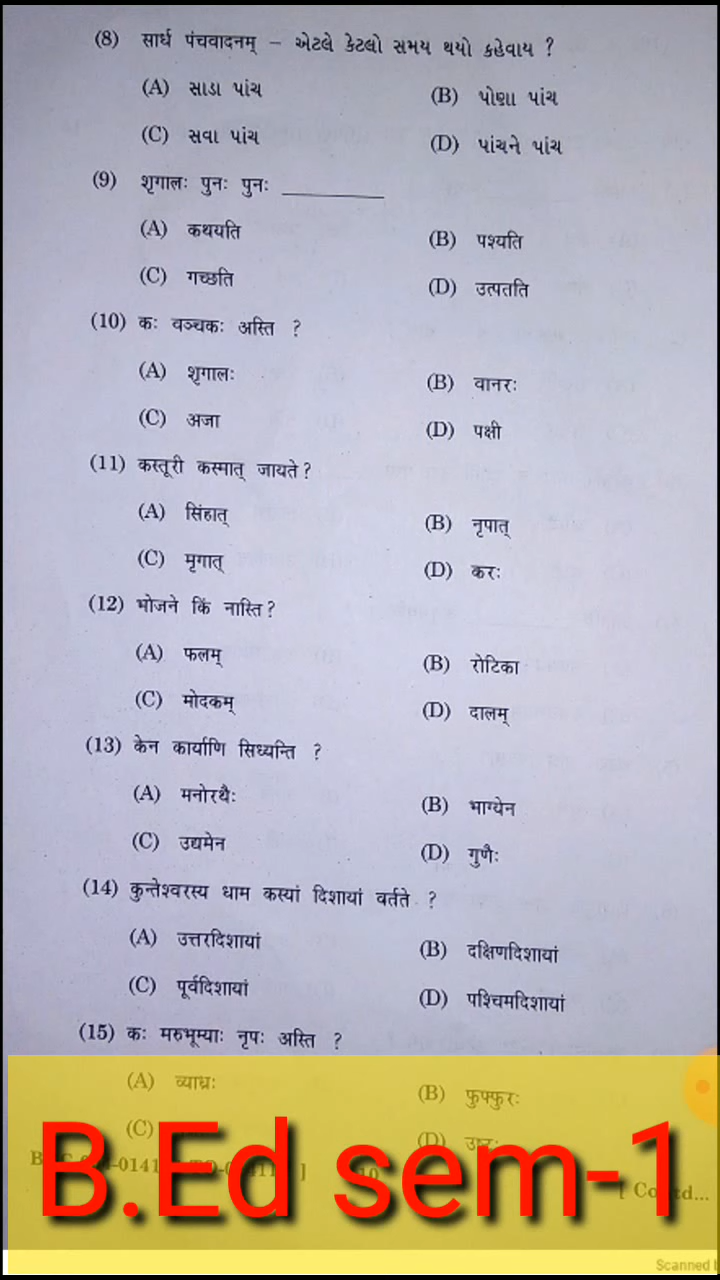 (8) सार्ध पंचवादनम् – એટલે કેટલો સમય થયો કહેવાય ?
(A) સાડા પાંચ (B) પોણા પાંચ
(C) સવા પાંચ (D) પાંચને પાંચ
(9) शृगालः पुनः पुनः ________
(A) कथयति (B) पश्यति
(C) गच्छति (D) उत्पतति
(10) कः वञ्चकः अस्ति ?
(A) शृगालः (B) वानरः
(C) अजा (D) पक्षी
(11) कस्तूरी कस्मात् जायते ?
(A) सिंहात् (B) नृपात्
(C) मृगात् (D) करः
(12) भोजने किं नास्ति ?
(A) फलम् (B) रोटिका
(C) मोदकम् (D) दालम्
(13) केन कार्याणि सिध्यन्ति ?
(A) मनोरथैः (B) भाग्येन
(C) उद्यमेन (D) गुणैः
(14) कुन्तेश्वरस्य धाम कस्यां दिशायां वर्तते ?
(A) उत्तरदिशायां (B) दक्षिणदिशायां
(C) पूर्वदिशायां (D) पश्चिमदिशायां
(15) कः मरुभूम्याः नृपः अस्ति ?
(A) व्याघ्रः (B) फुफ्फुरः
(C) (D)
B.Ed sem-1
10
Scanned